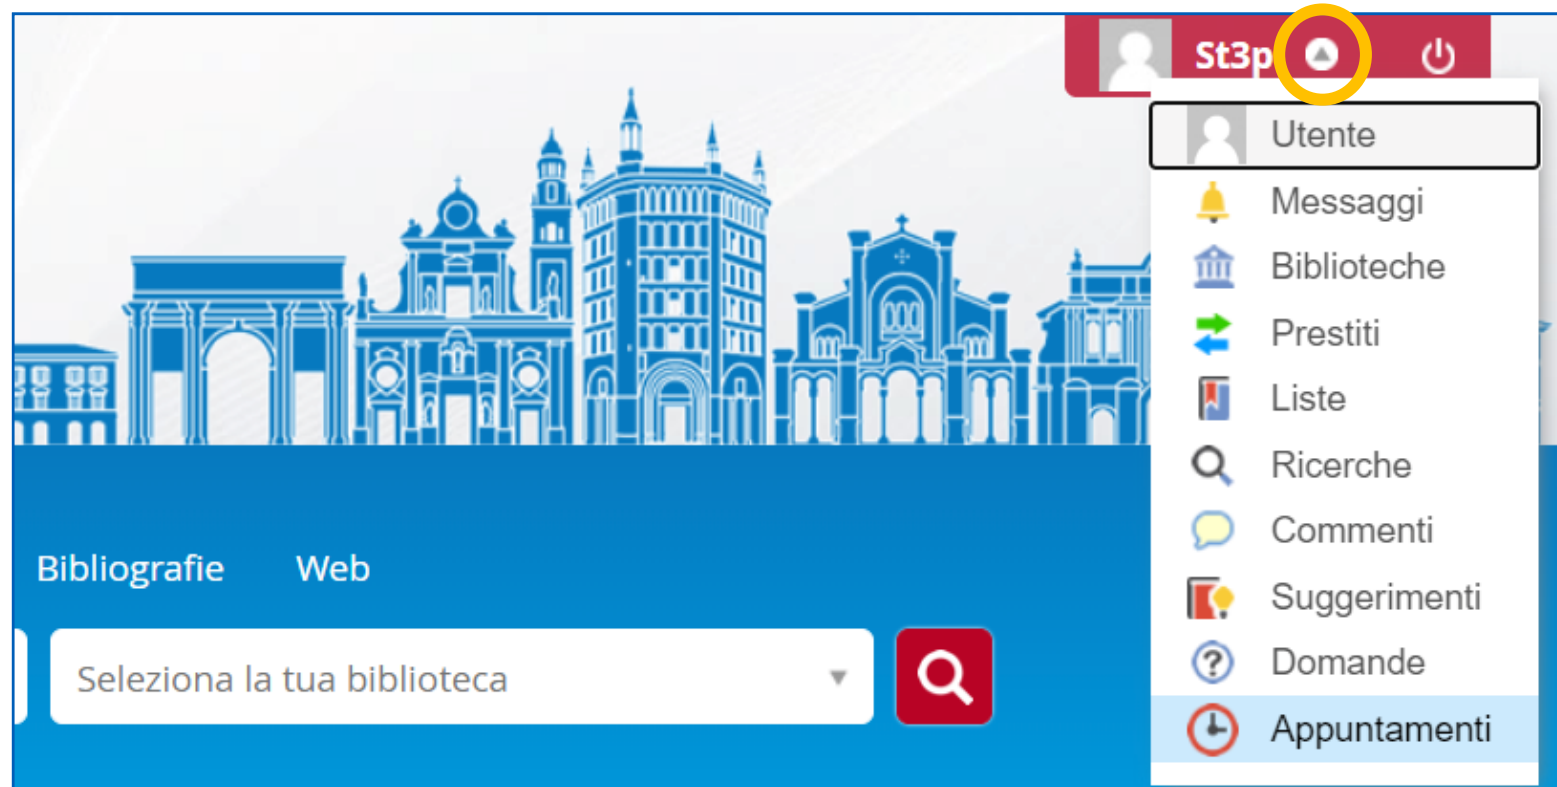 St3p
Utente
Messaggi
Biblioteche
Prestiti
Liste
Ricerche
Commenti
Suggerimenti
Domande
Appuntamenti
Bibliografie Web
Seleziona la tua biblioteca